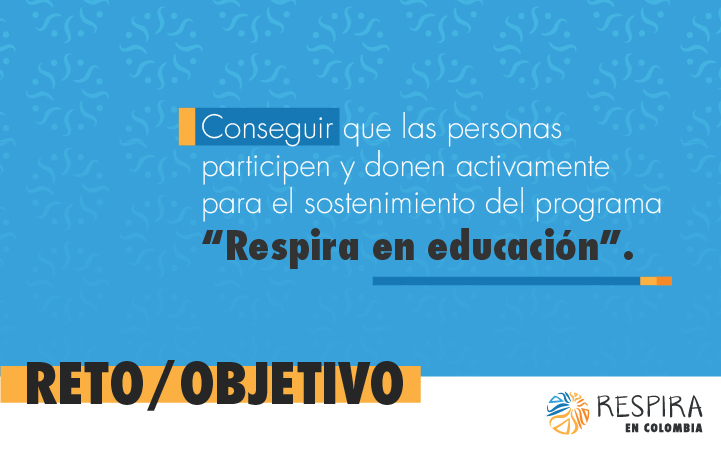 Conseguir que las personas
participen y donen activamente
para el sostenimiento del programa
“Respira en educación”.
RETO/OBJETIVO
RESPIRA
EN COLOMBIA